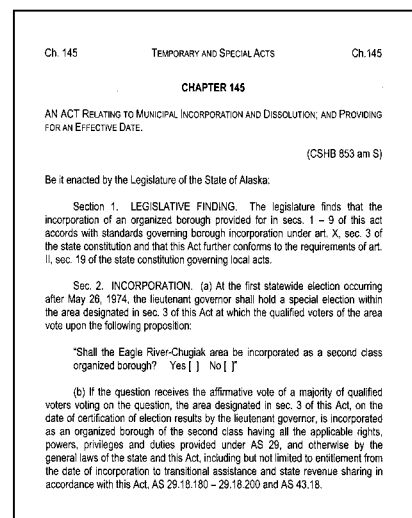 Ch. 145 TEMPORARY AND SPECIAL ACTS Ch.145
CHAPTER 145
AN ACT RELATING TO MUNICIPAL INCORPORATION AND DISSOLUTION; AND PROVIDING
FOR AN EFFECTIVE DATE.
(CSHB 853 am S)
Be it enacted by the Legislature of the State of Alaska:
Section 1. LEGISLATIVE FINDING. The legislature finds that the
incorporation of an organized borough provided for in secs. 1 – 9 of this act
accords with standards governing borough incorporation under art. X, sec. 3 of
the state constitution and that this Act further conforms to the requirements of art.
II, sec. 19 of the state constitution governing local acts.
Sec. 2. INCORPORATION. (a) At the first statewide election occurring
after May 26, 1974, the lieutenant governor shall hold a special election within
the area designated in sec. 3 of this Act at which the qualified voters of the area
vote upon the following proposition:
"Shall the Eagle River-Chugiak area be incorporated as a second class
organized borough? Yes [ ] No [ ]"
(b) If the question receives the affirmative vote of a majority of qualified
voters voting on the question, the area designated in sec. 3 of this Act, on the
date of certification of election results by the lieutenant governor, is incorporated
as an organized borough of the second class having all the applicable rights,
powers, privileges and duties provided under AS 29, and otherwise by the
general laws of the state and this Act, including but not limited to entitlement from
the date of incorporation to transitional assistance and state revenue sharing in
accordance with this Act, AS 29.18.180 – 29.18.200 and AS 43.18.